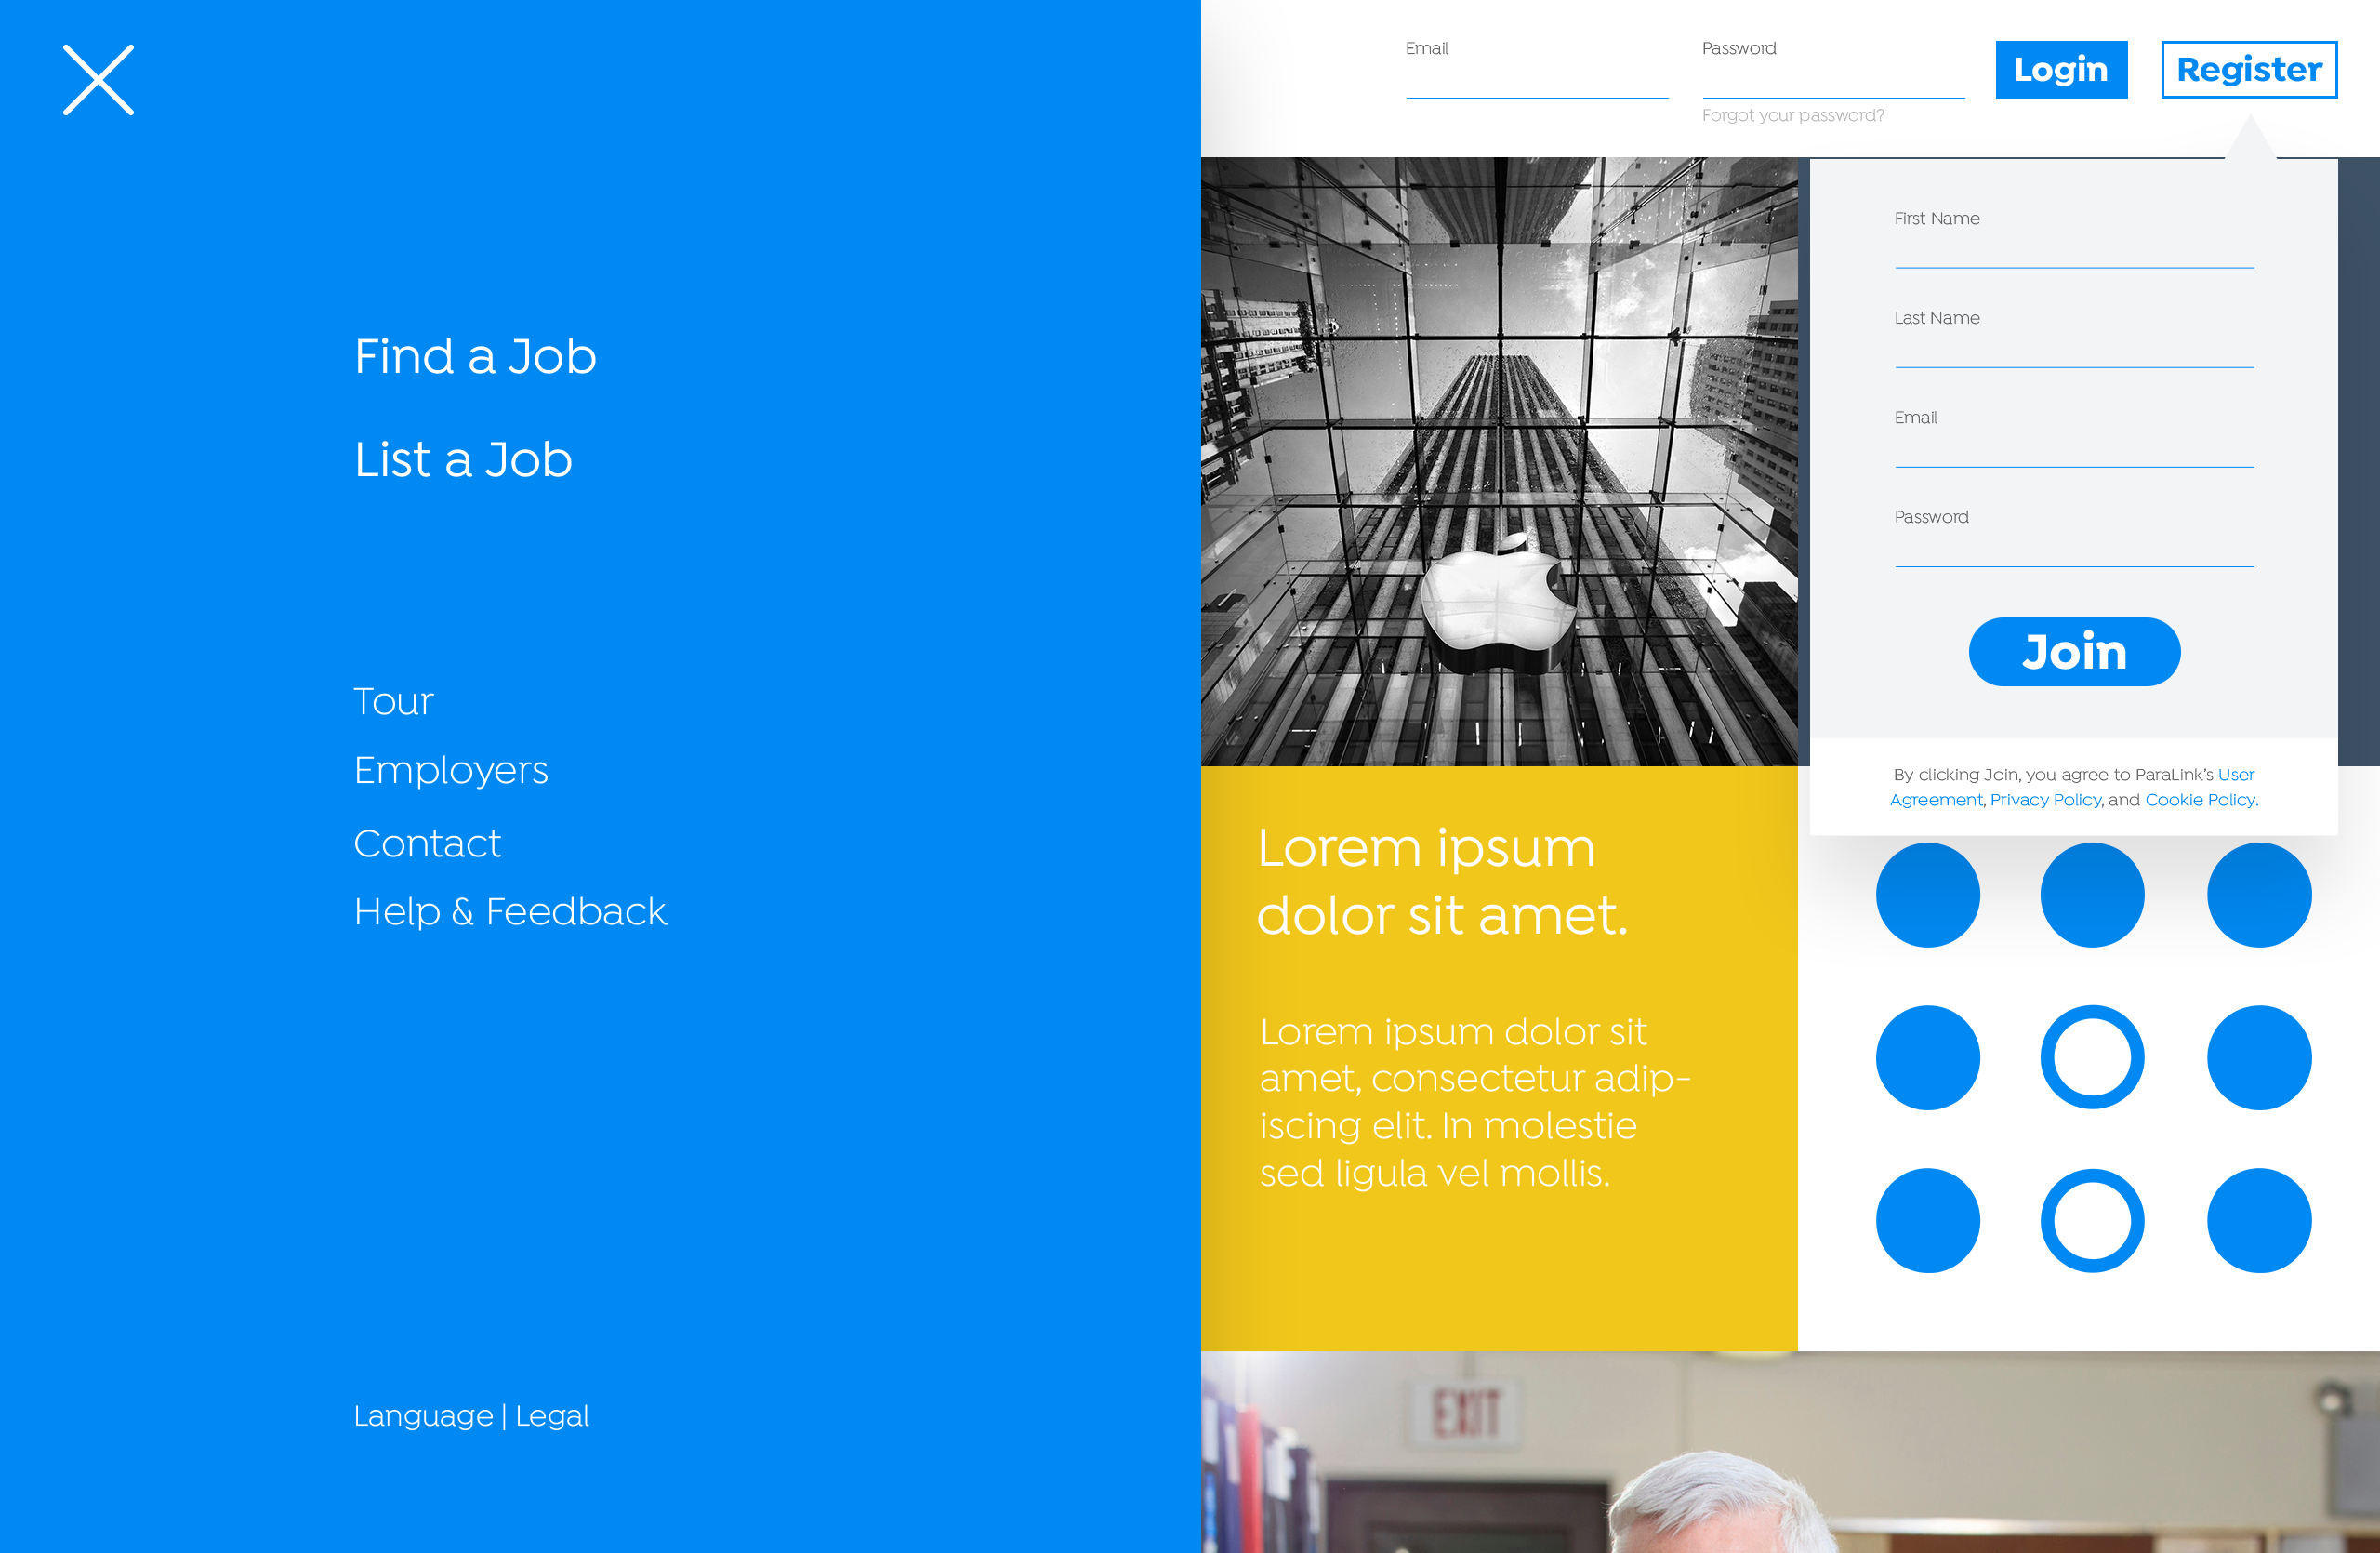 Find a Job
List a Job
Tour
Employers
Contact
Help & Feedback
Language | Legal
Email
Password
Login
Register
Forgot your password?
First Name
Last Name
Email
Password
Join
By clicking Join, you agree to ParaLink's User
Agreement, Privacy Policy, and Cookie Policy.
Lorem ipsum
dolor sit amet.
Lorem ipsum dolor sit
amet, consectetur adip-
iscing elit. In molestie
sed ligula vel mollis.
EXIT